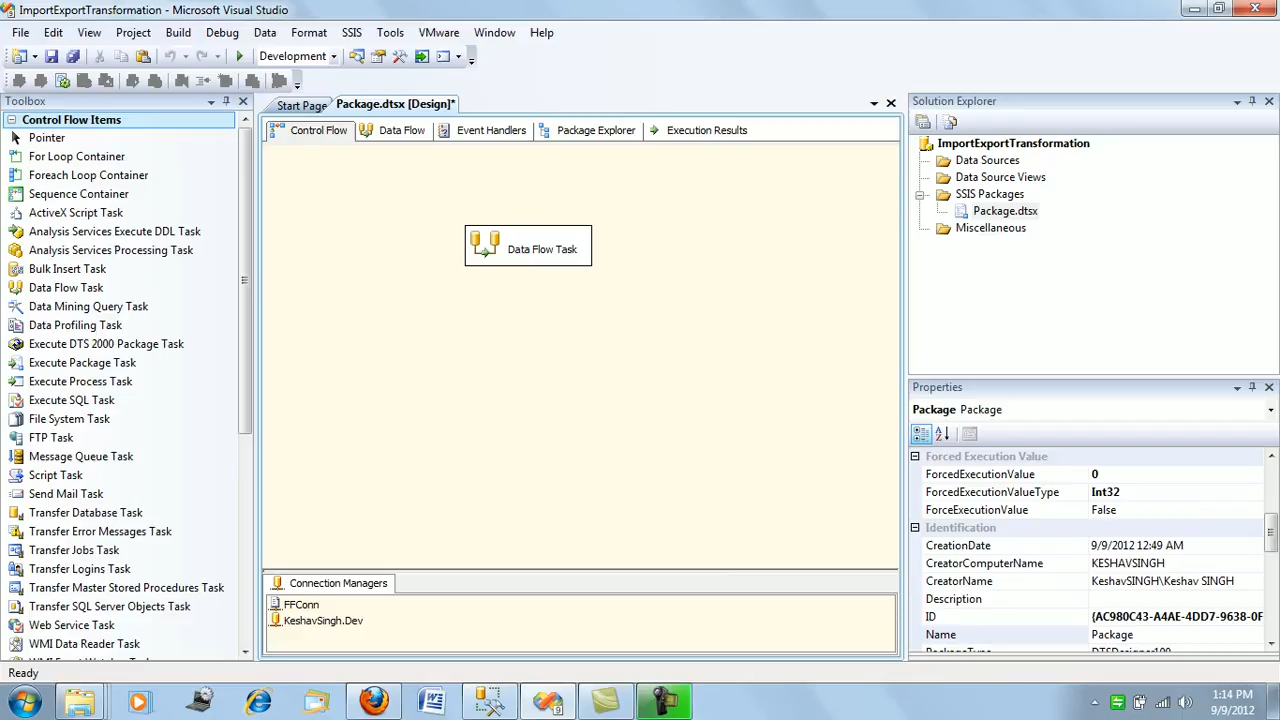 ImportExportTransformation - Microsoft Visual Studio
File Edit View Project Build Debug Data Format SSIS Tools VMware Window Help
Development
Toolbox
Control Flow Items
Pointer
For Loop Container
Foreach Loop Container
Sequence Container
ActiveX Script Task
Analysis Services Execute DDL Task
Analysis Services Processing Task
Bulk Insert Task
Data Flow Task
Data Mining Query Task
Data Profiling Task
Execute DTS 2000 Package Task
Execute Package Task
Execute Process Task
Execute SQL Task
File System Task
FTP Task
Message Queue Task
Script Task
Send Mail Task
Transfer Database Task
Transfer Error Messages Task
Transfer Jobs Task
Transfer Logins Task
Transfer Master Stored Procedures Task
Transfer SQL Server Objects Task
Web Service Task
WMI Data Reader Task
Start Page Package.dtsx [Design]*
Control Flow Data Flow Event Handlers Package Explorer Execution Results
Data Flow Task
Connection Managers
FFConn
KeshavSingh.Dev
Solution Explorer
ImportExportTransformation
Data Sources
Data Source Views
SSIS Packages
Package.dtsx
Miscellaneous
Properties
Package Package
Forced Execution Value
ForcedExecutionValue 0
ForcedExecutionValueType Int32
ForceExecutionValue False
Identification
CreationDate 9/9/2012 12:49 AM
CreatorComputerName KESHAVSINGH
CreatorName KeshavSINGH\Keshav SINGH
Description
ID {AC980C43-A4AE-4DD7-9638-0F
Name Package
PackageType DTSDesigner100
Ready
1:14 PM
9/9/2012